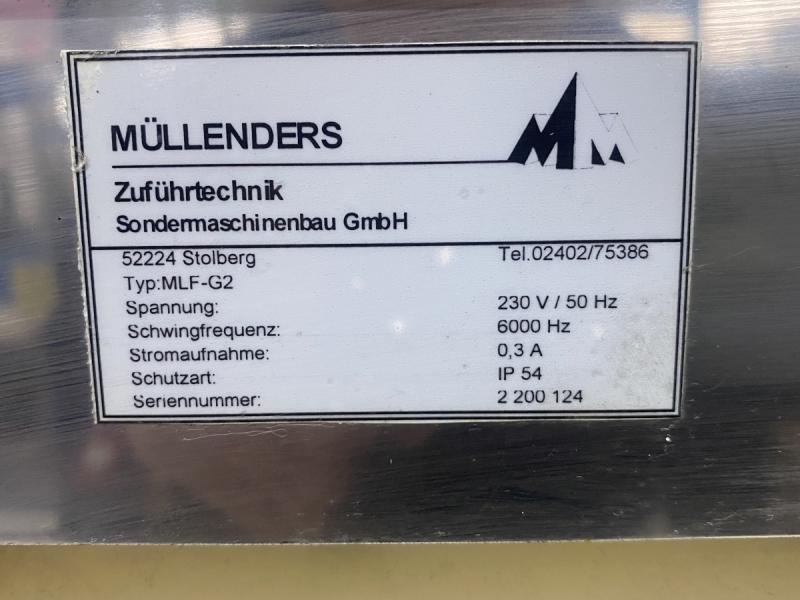 MÜLLENDERS
Zuführtechnik
Sondermaschinenbau GmbH
52224 Stolberg Tel.02402/75386
Typ:MLF-G2
Spannung: 230 V / 50 Hz
Schwingfrequenz: 6000 Hz
Stromaufnahme: 0,3 A
Schutzart: IP 54
Seriennummer: 2 200 124